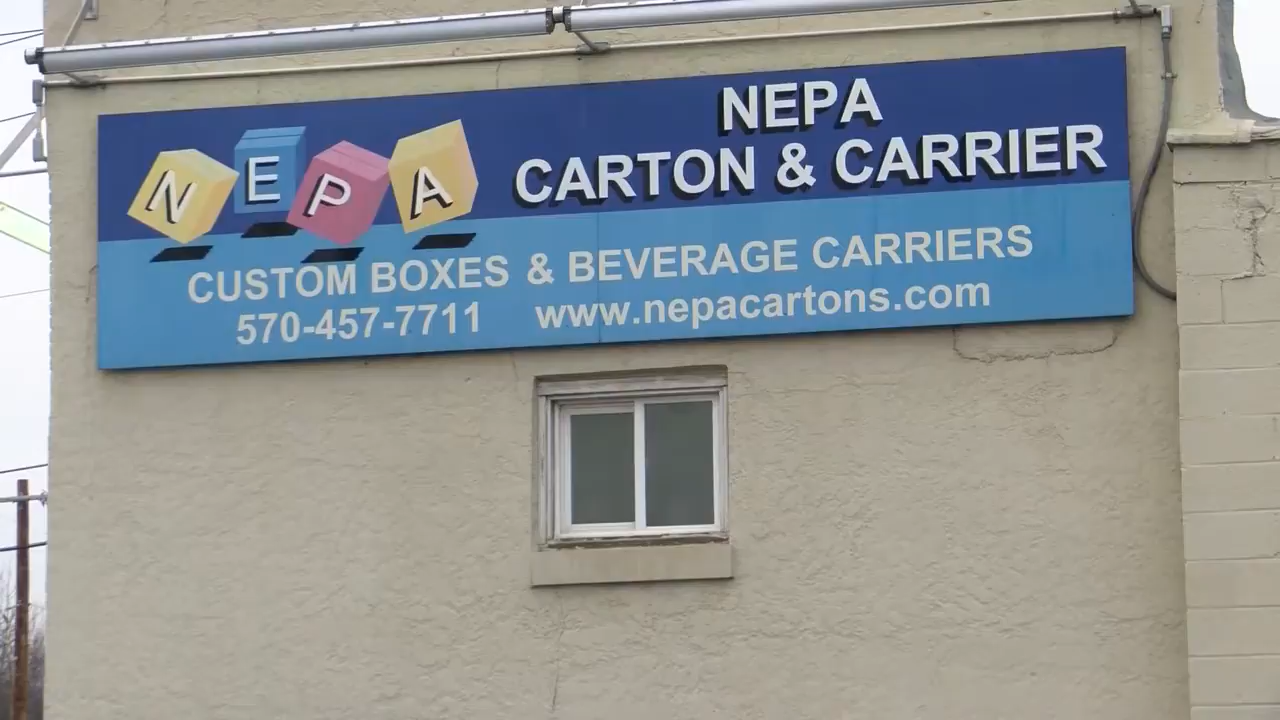 NEPA
NEPA
CARTON & CARRIER
CUSTOM BOXES & BEVERAGE CARRIERS
570-457-7711 www.nepacartons.com